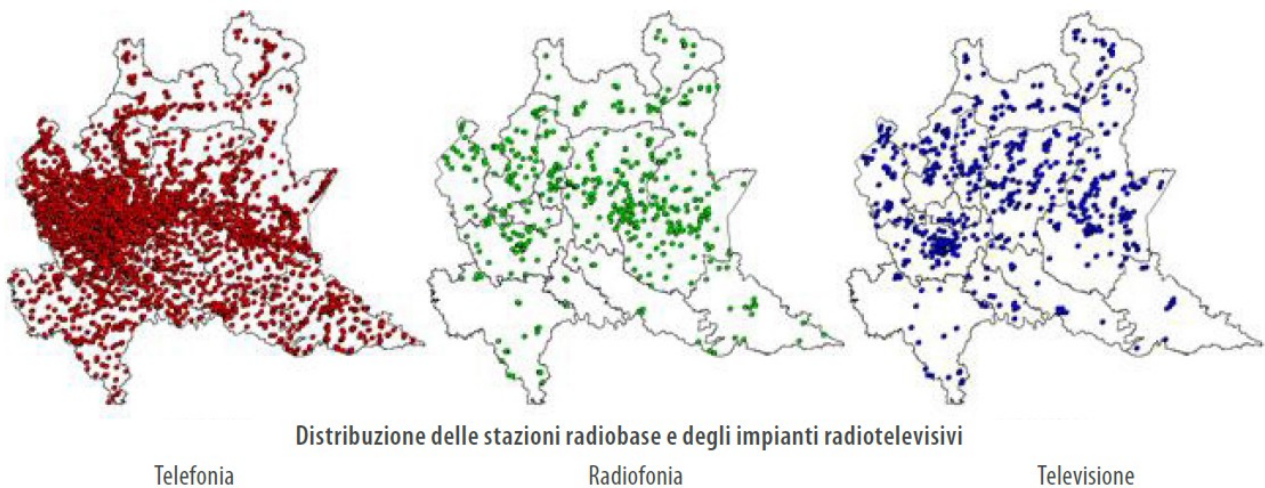 Distribuzione delle stazioni radiobase e degli impianti radiotelevisivi
Telefonia
Radiofonia
Televisione